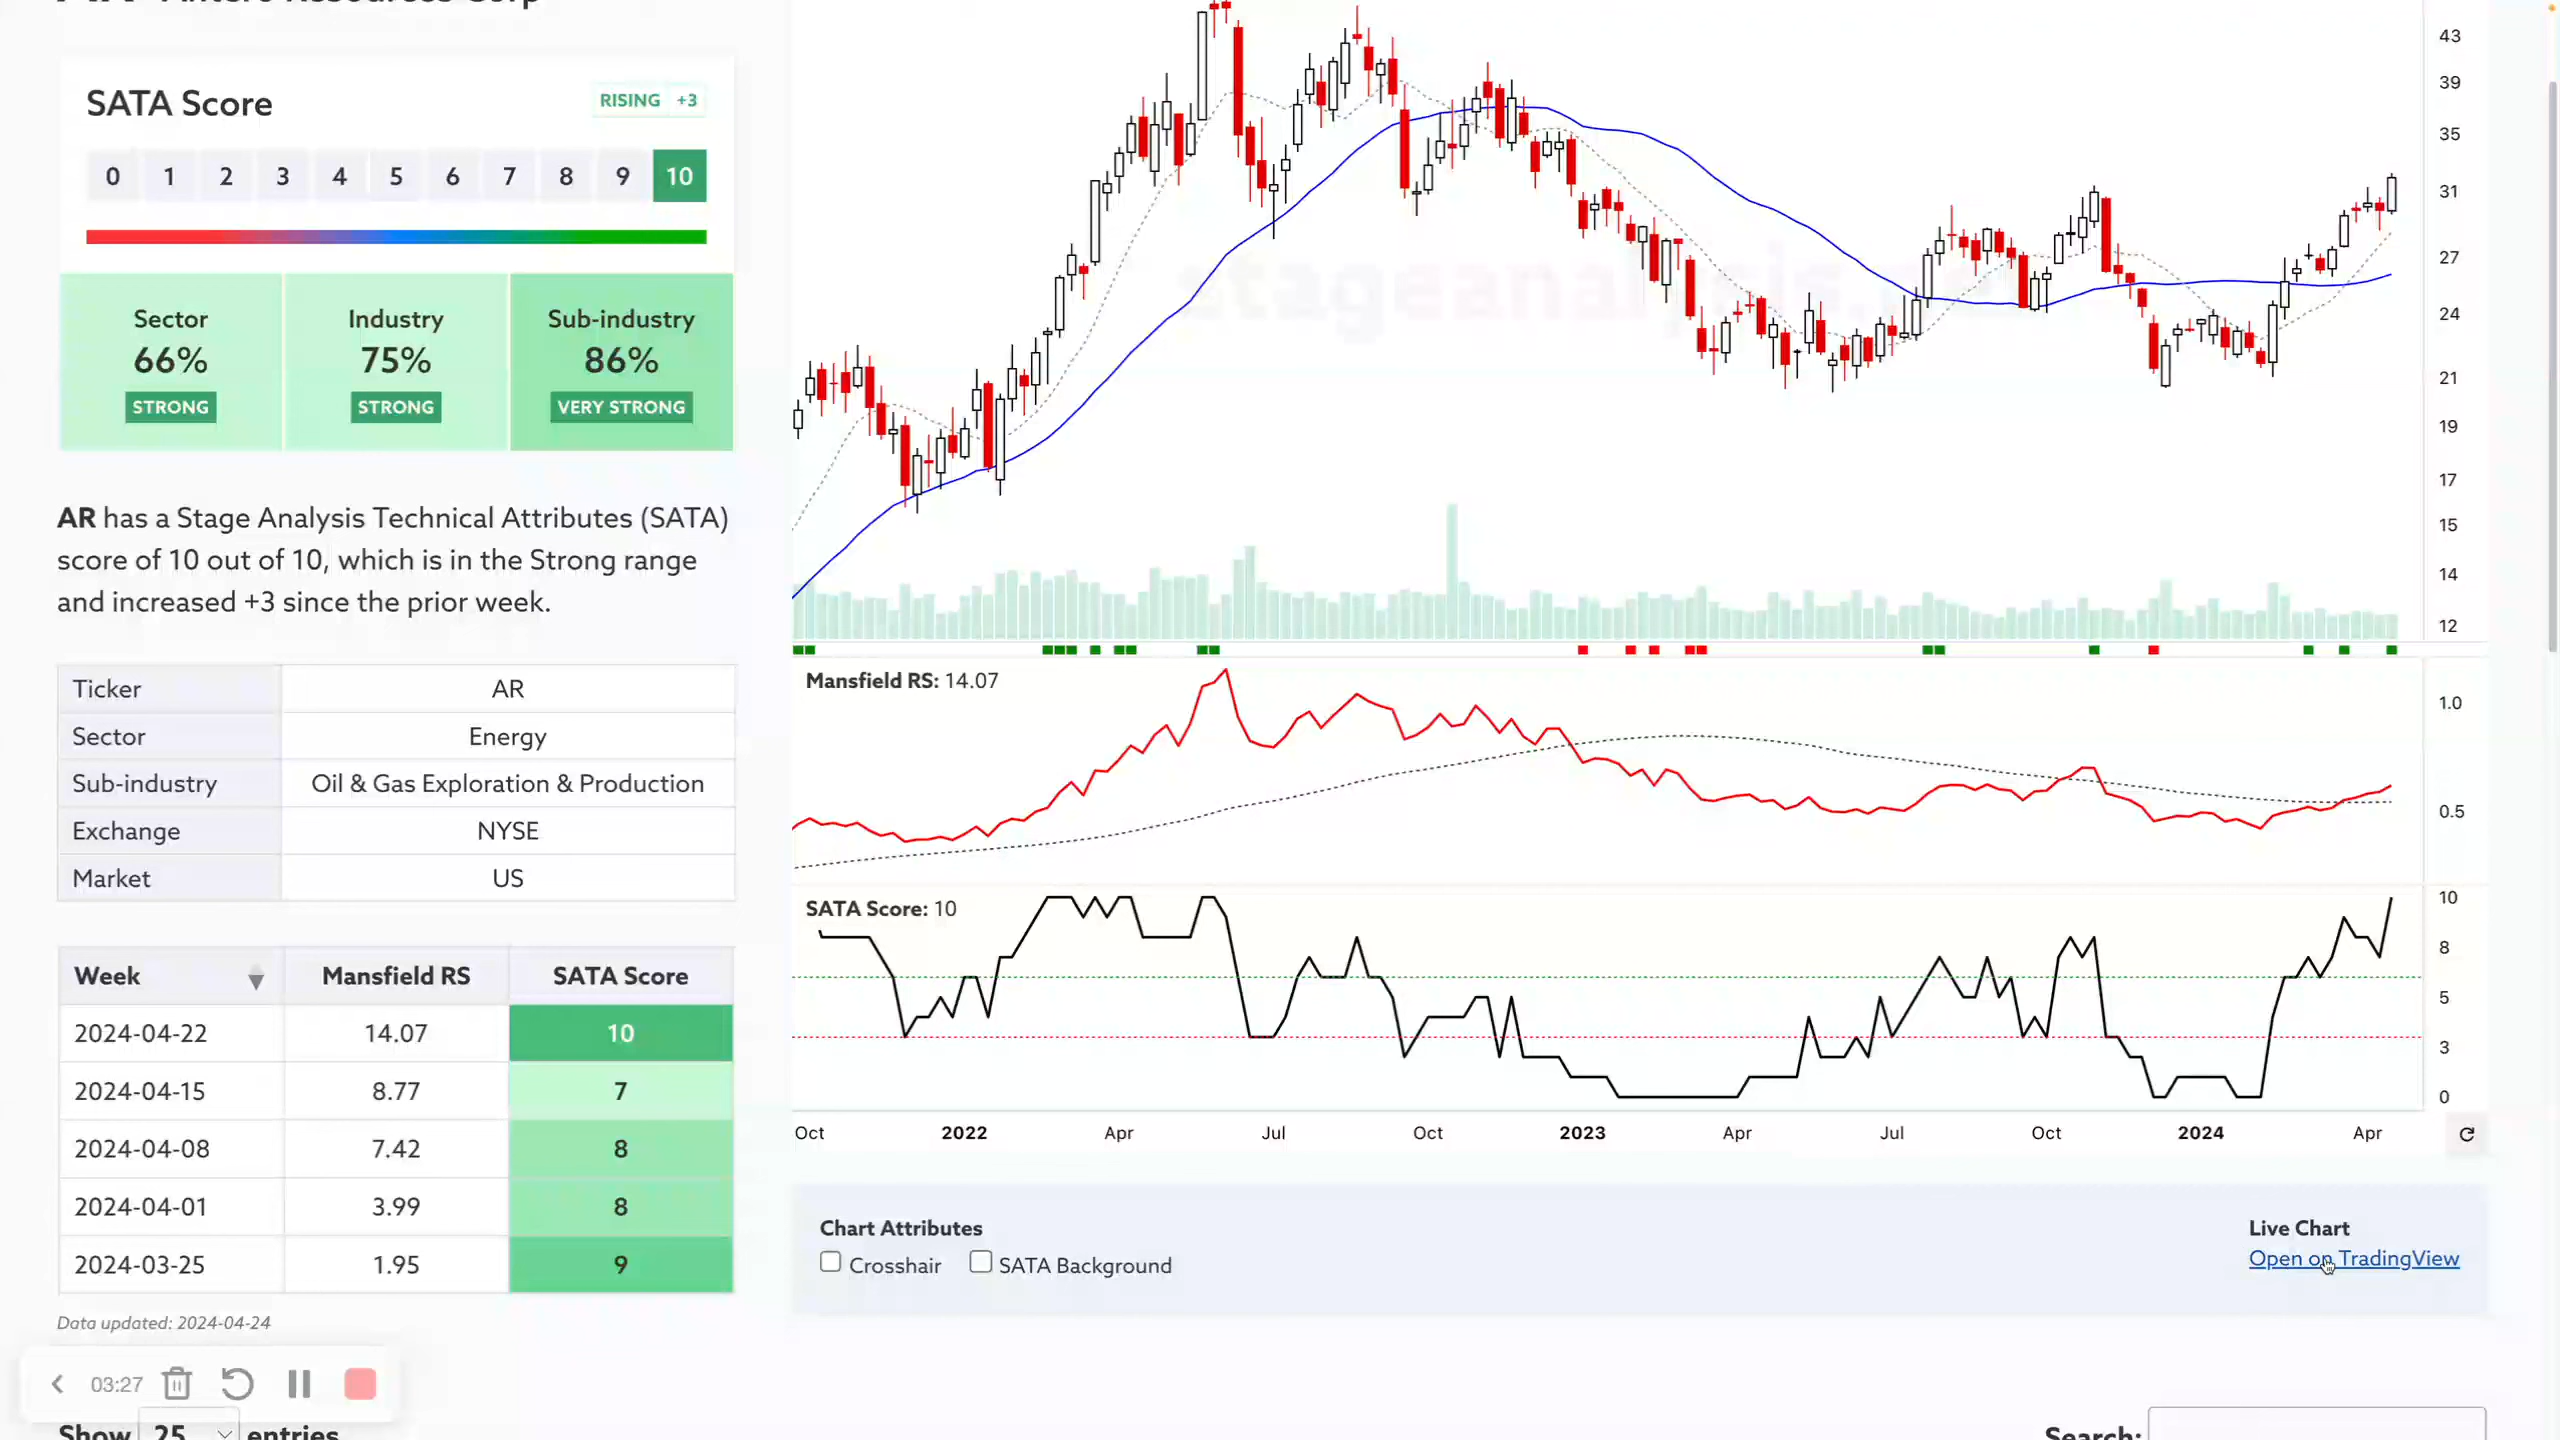 Antero Resources Corp
SATA Score
RISING +3
0 1 2 3 4 5 6 7 8 9 10
Sector
66%
STRONG
Industry
75%
STRONG
Sub-industry
86%
VERY STRONG
AR has a Stage Analysis Technical Attributes (SATA)
score of 10 out of 10, which is in the Strong range
and increased +3 since the prior week.
Ticker AR
Sector Energy
Sub-industry Oil & Gas Exploration & Production
Exchange NYSE
Market US
Week Mansfield RS SATA Score
2024-04-22 14.07 10
2024-04-15 8.77 7
2024-04-08 7.42 8
2024-04-01 3.99 8
2024-03-25 1.95 9
Data updated: 2024-04-24
03:27
Show 25 entries
43
39
35
31
27
24
21
19
17
15
14
12
Mansfield RS: 14.07
1.0
0.5
SATA Score: 10
10
8
5
3
0
Oct 2022 Apr Jul Oct 2023 Apr Jul Oct 2024 Apr
Chart Attributes
Crosshair SATA Background
Live Chart
Open on TradingView
Search: